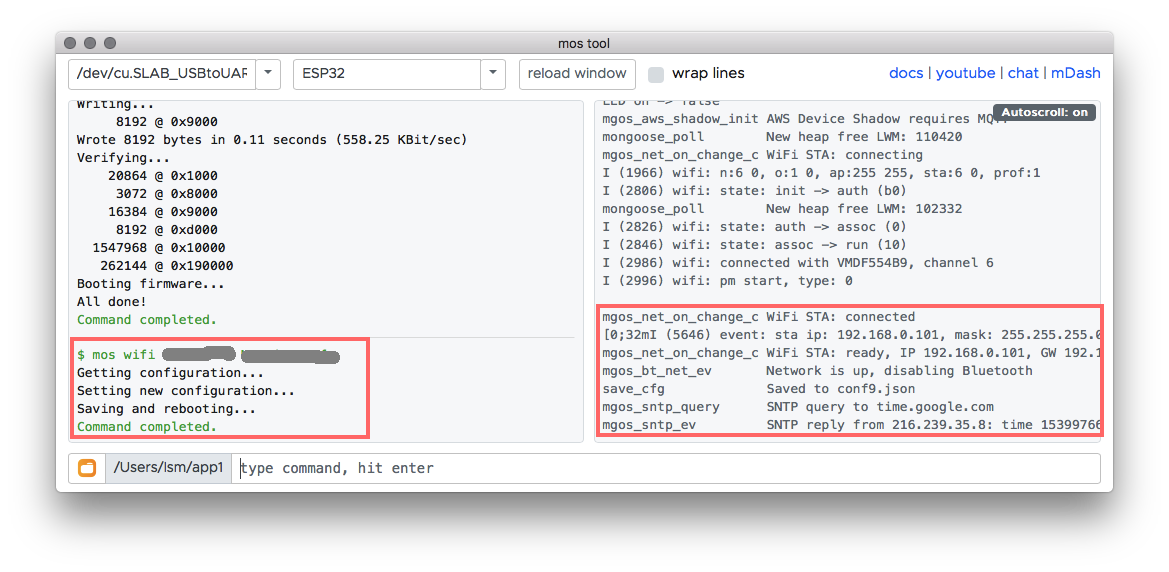 mos tool
/dev/cu.SLAB_USBtoUAR
ESP32
reload window
wrap lines
docs | youtube | chat | mDash
Writing...
8192 @ 0x9000
Wrote 8192 bytes in 0.11 seconds (558.25 KBit/sec)
Verifying...
20864 @ 0x1000
3072 @ 0x8000
16384 @ 0x9000
8192 @ 0xd000
1547968 @ 0x10000
262144 @ 0x190000
Booting firmware...
All done!
Command completed.
$ mos wifi
Getting configuration...
Setting new configuration...
Saving and rebooting...
Command completed.
LED on -> false
Autoscroll: on
mgos_aws_shadow_init AWS Device Shadow requires MQTT
mongoose_poll New heap free LWM: 110420
mgos_net_on_change_c WiFi STA: connecting
I (1966) wifi: n:6 0, o:1 0, ap:255 255, sta:6 0, prof:1
I (2806) wifi: state: init -> auth (b0)
mongoose_poll New heap free LWM: 102332
I (2826) wifi: state: auth -> assoc (0)
I (2846) wifi: state: assoc -> run (10)
I (2986) wifi: connected with VMDF554B9, channel 6
I (2996) wifi: pm start, type: 0
mgos_net_on_change_c WiFi STA: connected
[0;32mI (5646) event: sta ip: 192.168.0.101, mask: 255.255.255.0
mgos_net_on_change_c WiFi STA: ready, IP 192.168.0.101, GW 192.1
mgos_bt_net_ev Network is up, disabling Bluetooth
save_cfg Saved to conf9.json
mgos_sntp_query SNTP query to time.google.com
mgos_sntp_ev SNTP reply from 216.239.35.8: time 15399766
/Users/lsm/app1
type command, hit enter